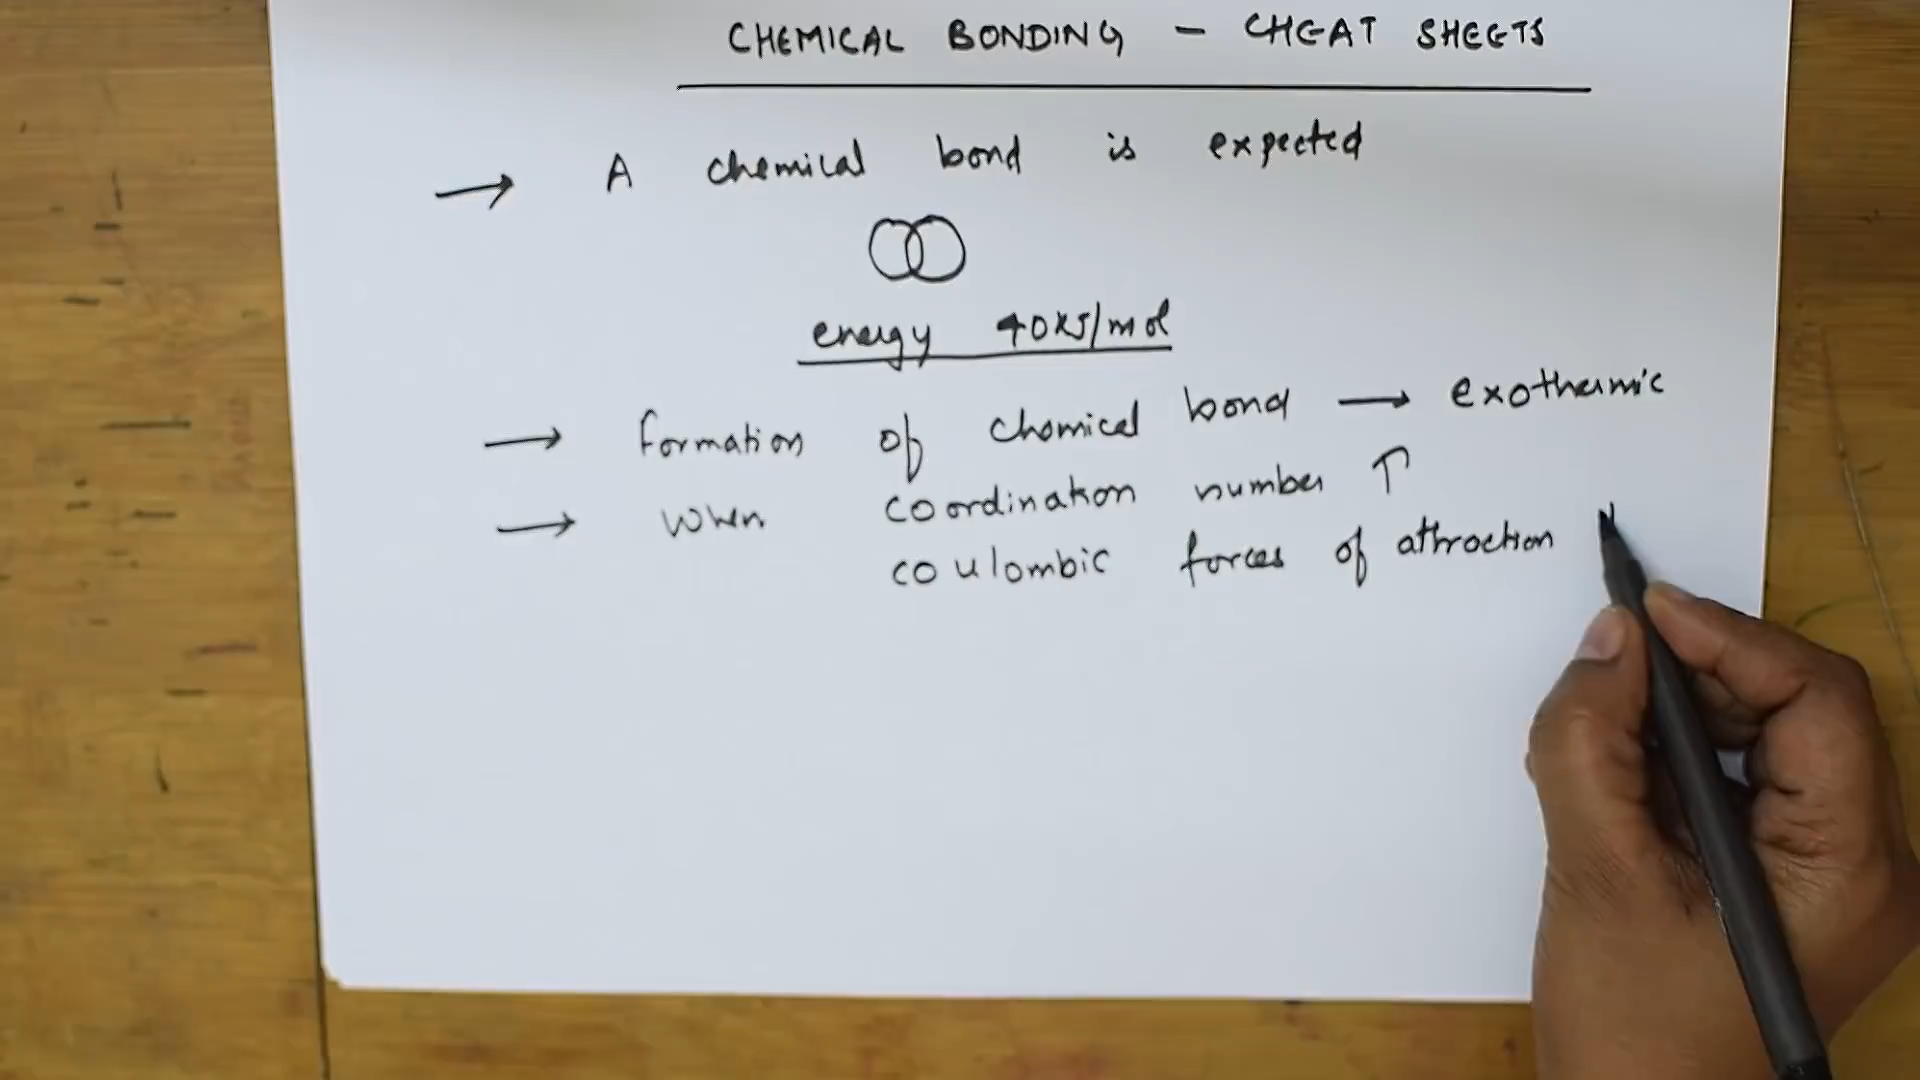 CHEMICAL BONDING - CHEAT SHEETS
→ A chemical bond is expected
energy 40KJ/mol
→ formation of chemical bond → exothermic
→ When coordination number ↑
coulombic forces of attraction